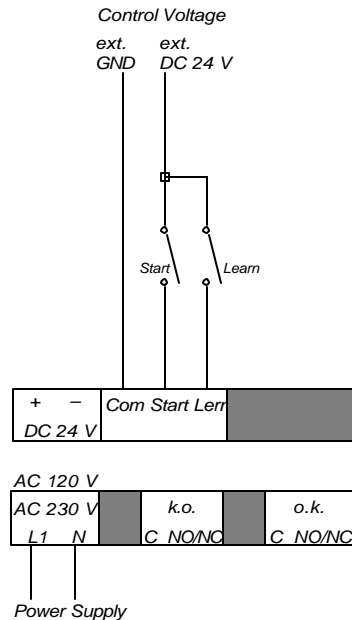 Control Voltage
ext. ext.
GND DC 24 V
Start Learn
+ − Com Start Lerr
DC 24 V
AC 120 V
AC 230 V k.o. o.k.
L1 N C NO/NC C NO/NC
Power Supply